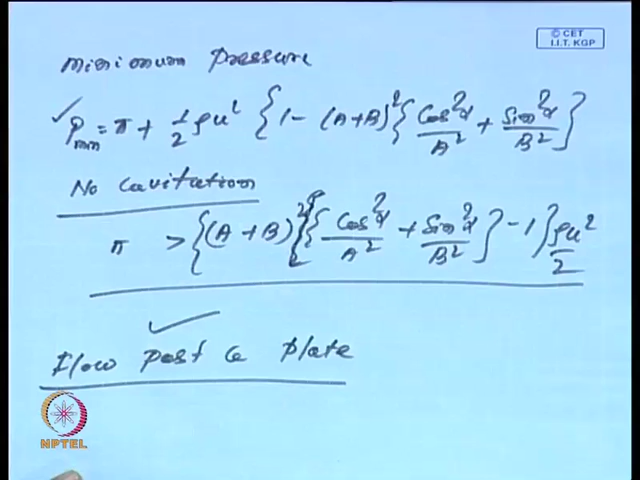 © CET
I.I.T. KGP
Minimum Pressure
✓ p_min = π + 1/2 ρu² { 1 - (A+B)² { Cos²α/A² + Sin²α/B² }
No Cavitation
π > { (A+B)² { Cos²α/A² + Sin²α/B² } - 1 } ρu²/2
Flow past a plate
NPTEL